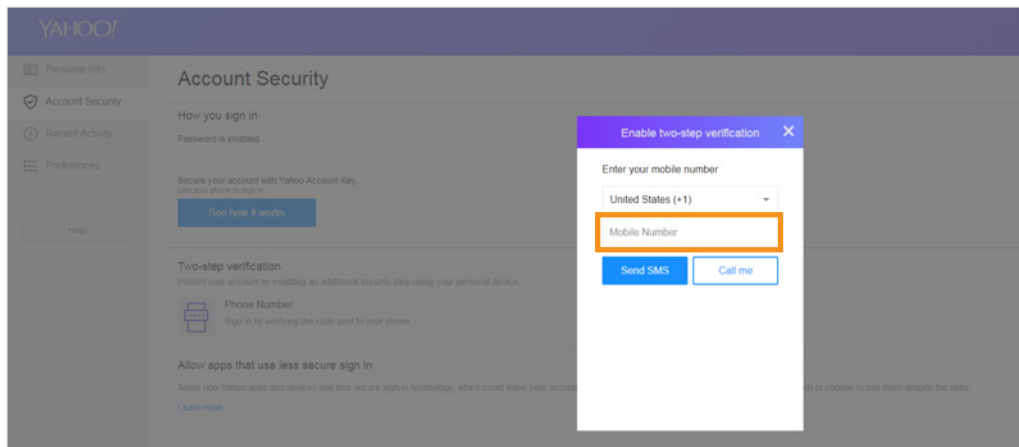 YAHOO!
Personal Info
Account Security
Recent Activity
Preferences
Help
Account Security
How you sign in
Password is enabled
Secure your account with Yahoo Account Key.
Use your phone to sign in
See how it works
Two-step verification
Protect your account by enabling an additional security step using your personal device.
Phone Number
Sign in by verifying the code sent to your phone.
Allow apps that use less secure sign in
Some non-Yahoo apps and devices use less secure sign-in technology, which could leave your accoun
) or choose to use them despite the risks.
Learn more
Enable two-step verification
Enter your mobile number
United States (+1)
Mobile Number
Send SMS
Call me